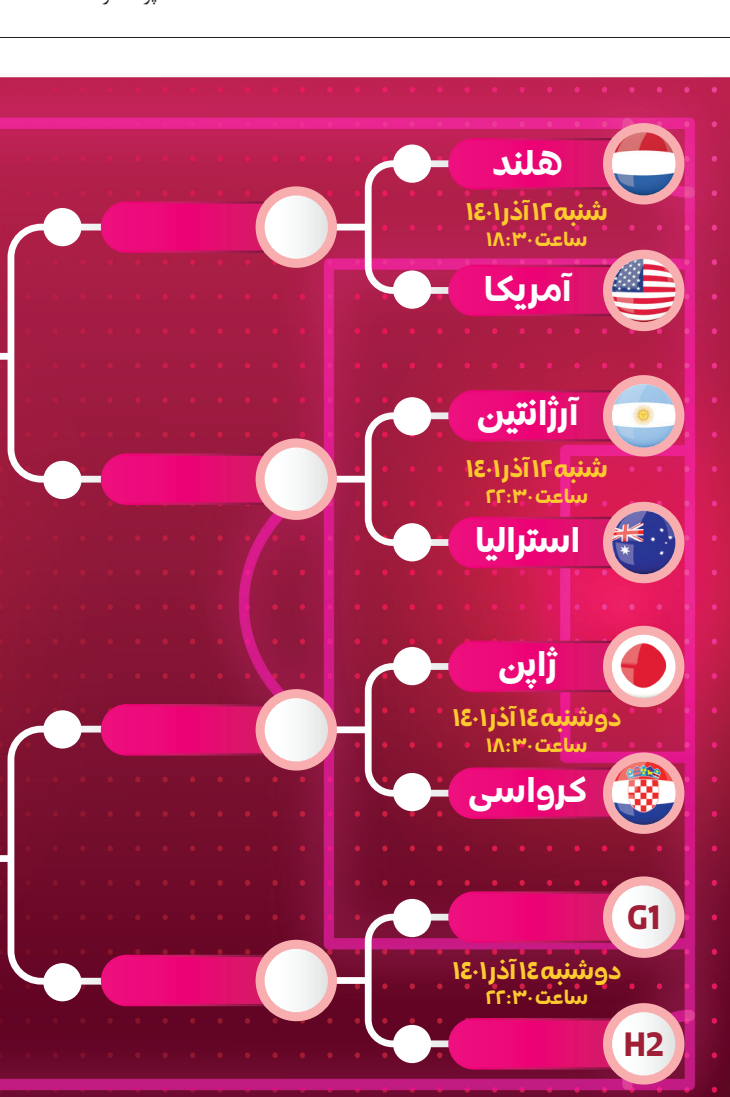 هلند
شنبه ۱۲ آذر ۱۴۰۱
ساعت ۱۸:۳۰
آمریکا
آرژانتین
شنبه ۱۲ آذر ۱۴۰۱
ساعت ۲۲:۳۰
استرالیا
ژاپن
دوشنبه ۱۴ آذر ۱۴۰۱
ساعت ۱۸:۳۰
کرواسی
G1
دوشنبه ۱۴ آذر ۱۴۰۱
ساعت ۲۲:۳۰
H2